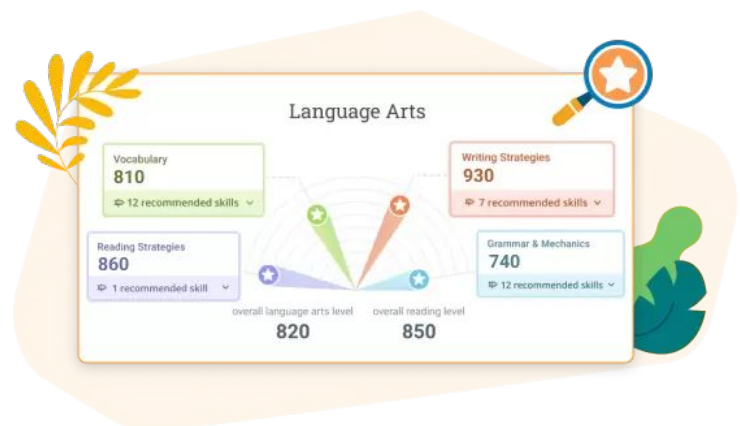 Language Arts
Vocabulary
810
12 recommended skills
Writing Strategies
930
7 recommended skills
Reading Strategies
860
1 recommended skill
Grammar & Mechanics
740
12 recommended skills
overall language arts level
820
overall reading level
850